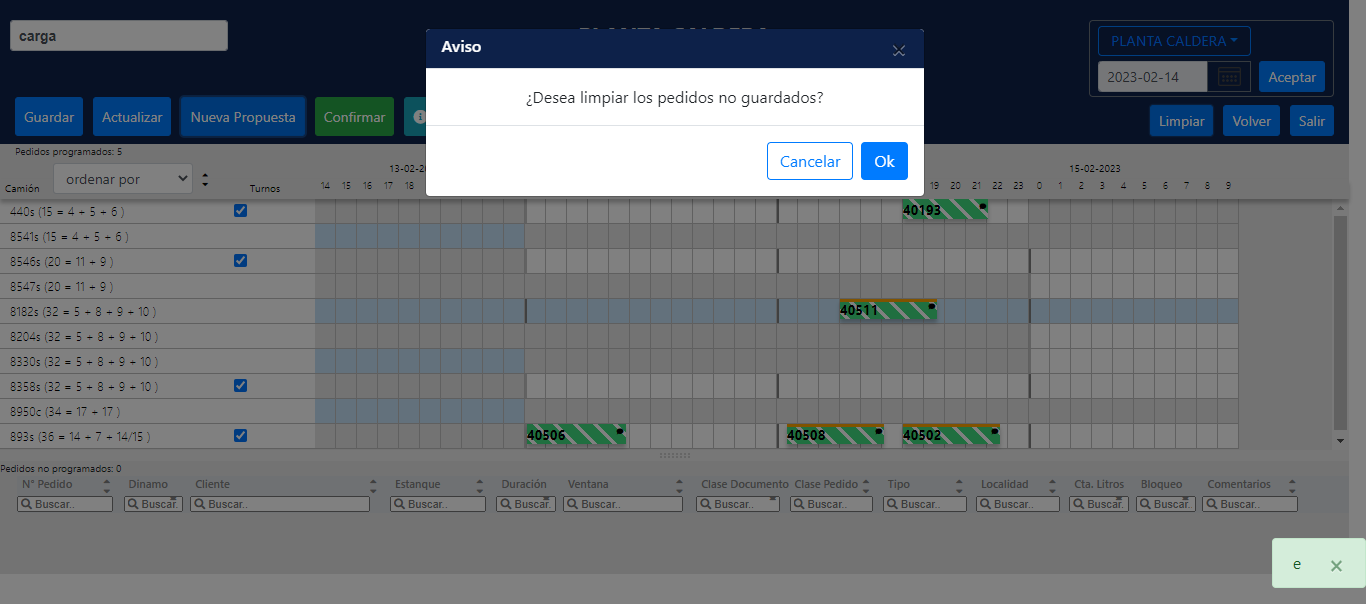 carga
PLANTA CALDERA
Aviso
¿Desea limpiar los pedidos no guardados?
Cancelar Ok
PLANTA CALDERA
2023-02-14 Aceptar
Guardar Actualizar Nueva Propuesta Confirmar
Limpiar Volver Salir
Pedidos programados: 5
13-02-20 15-02-2023
Camión ordenar por Turnos 14 15 16 17 18 19 20 21 22 23 0 1 2 3 4 5 6 7 8 9
440s (15 = 4 + 5 + 6 ) 40193
8541s (15 = 4 + 5 + 6 )
8546s (20 = 11 + 9 )
8547s (20 = 11 + 9 )
8182s (32 = 5 + 8 + 9 + 10 ) 40511
8204s (32 = 5 + 8 + 9 + 10 )
8330s (32 = 5 + 8 + 9 + 10 )
8358s (32 = 5 + 8 + 9 + 10 )
8950c (34 = 17 + 17 )
893s (36 = 14 + 7 + 14/15 ) 40506 40508 40502
Pedidos no programados: 0
N° Pedido Dinamo Cliente Estanque Duración Ventana Clase Documento Clase Pedido Tipo Localidad Cta. Litros Bloqueo Comentarios
Buscar.. Buscar.. Buscar.. Buscar.. Buscar.. Buscar.. Buscar.. Buscar.. Buscar.. Buscar.. Buscar.. Buscar.. Buscar..
e